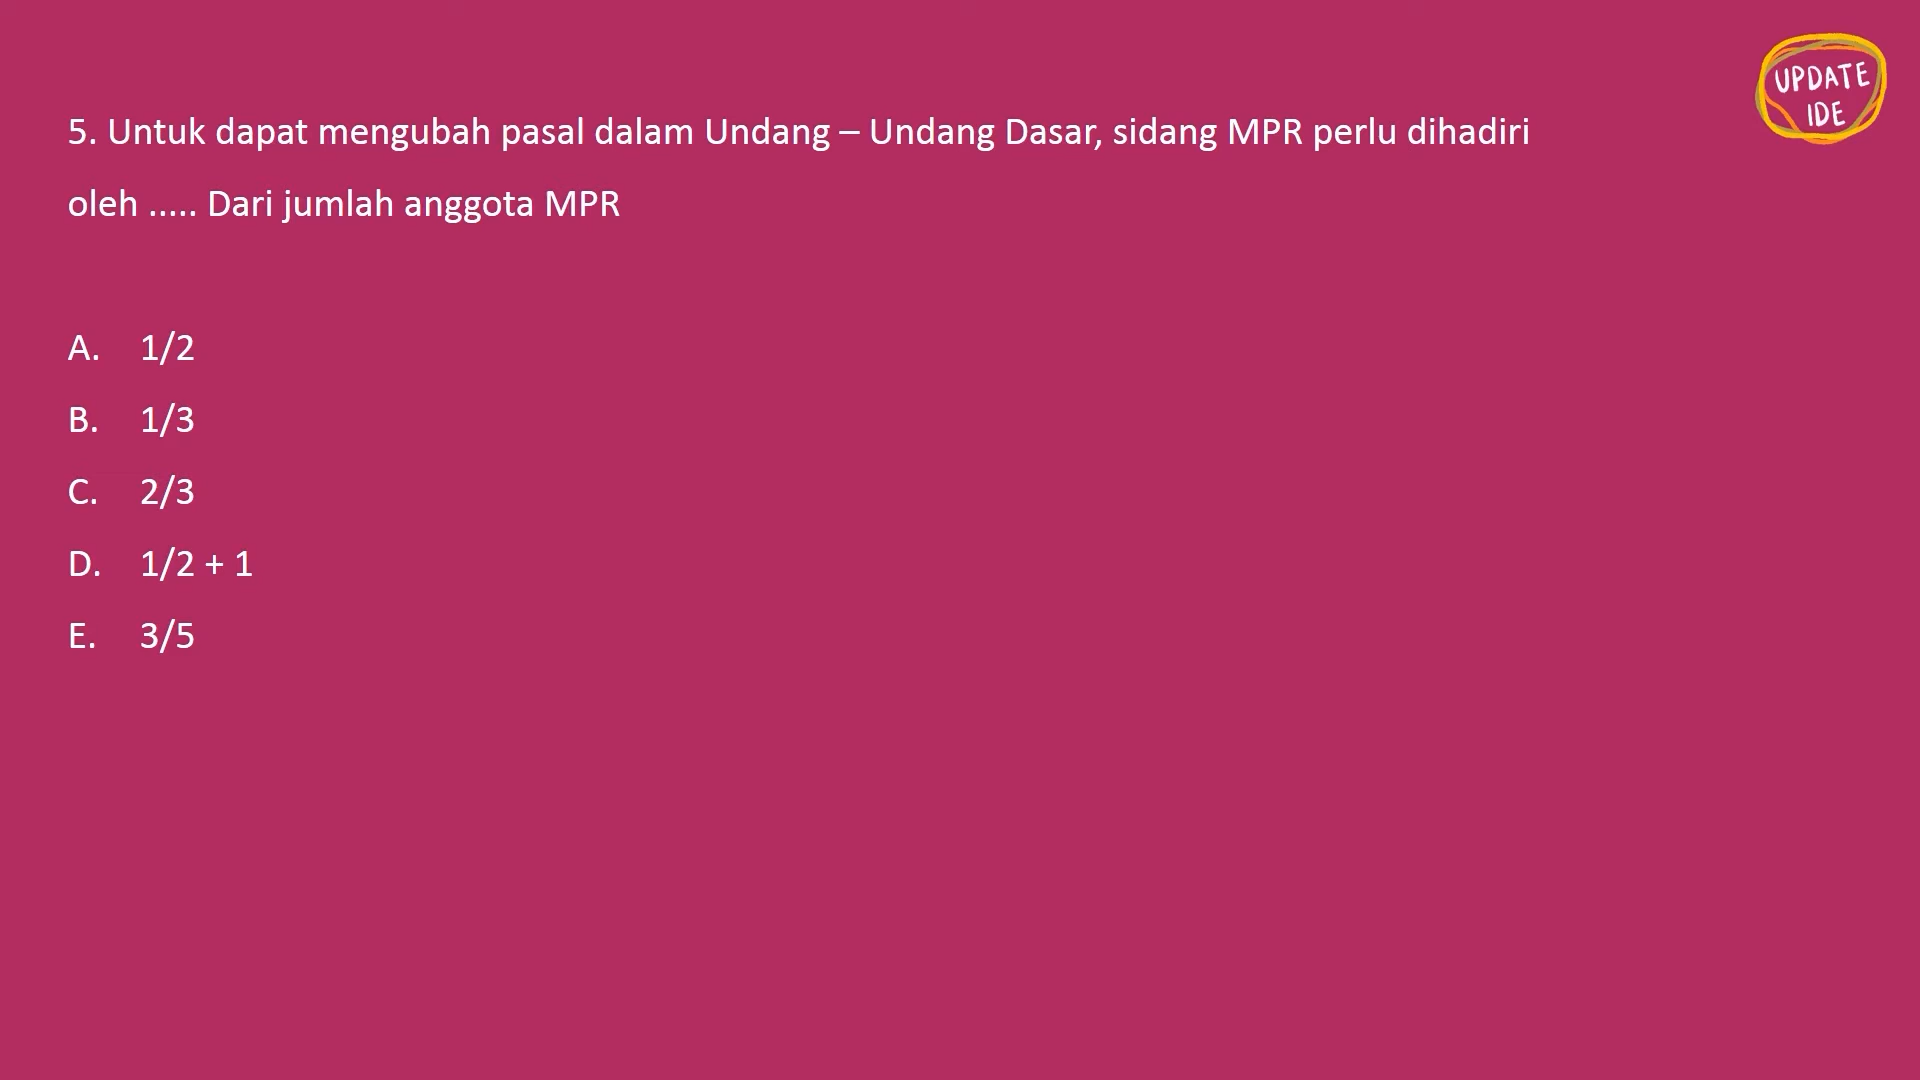 UPDATE
IDE
5. Untuk dapat mengubah pasal dalam Undang – Undang Dasar, sidang MPR perlu dihadiri
oleh ..... Dari jumlah anggota MPR
A. 1/2
B. 1/3
C. 2/3
D. 1/2 + 1
E. 3/5